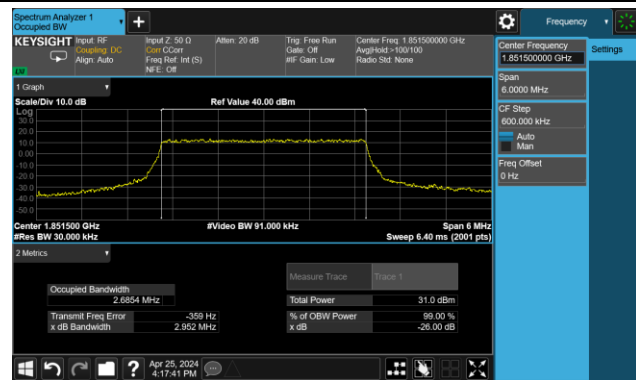 Spectrum Analyzer 1
Occupied BW
Frequency
KEYSIGHT
Input: RF
Coupling: DC
Align: Auto
Input Z: 50 Ω
Corr CCorr
Freq Ref: Int (S)
NFE: Off
Atten: 20 dB
Trig: Free Run
Gate: Off
#IF Gain: Low
Center Freq: 1.851500000 GHz
Avg|Hold:>100/100
Radio Std: None
Center Frequency
1.851500000 GHz
Settings
Span
6.0000 MHz
CF Step
600.000 kHz
Auto
Man
Freq Offset
0 Hz
1 Graph
Scale/Div 10.0 dB
Ref Value 40.00 dBm
Log
30.0
20.0
10.0
0.00
-10.0
-20.0
-30.0
-40.0
-50.0
Center 1.851500 GHz
#Video BW 91.000 kHz
Span 6 MHz
#Res BW 30.000 kHz
Sweep 6.40 ms (2001 pts)
2 Metrics
Measure Trace
Trace 1
Occupied Bandwidth
2.6854 MHz
Total Power
31.0 dBm
Transmit Freq Error
-359 Hz
% of OBW Power
99.00 %
x dB Bandwidth
2.952 MHz
x dB
-26.00 dB
?
Apr 25, 2024
4:17:41 PM